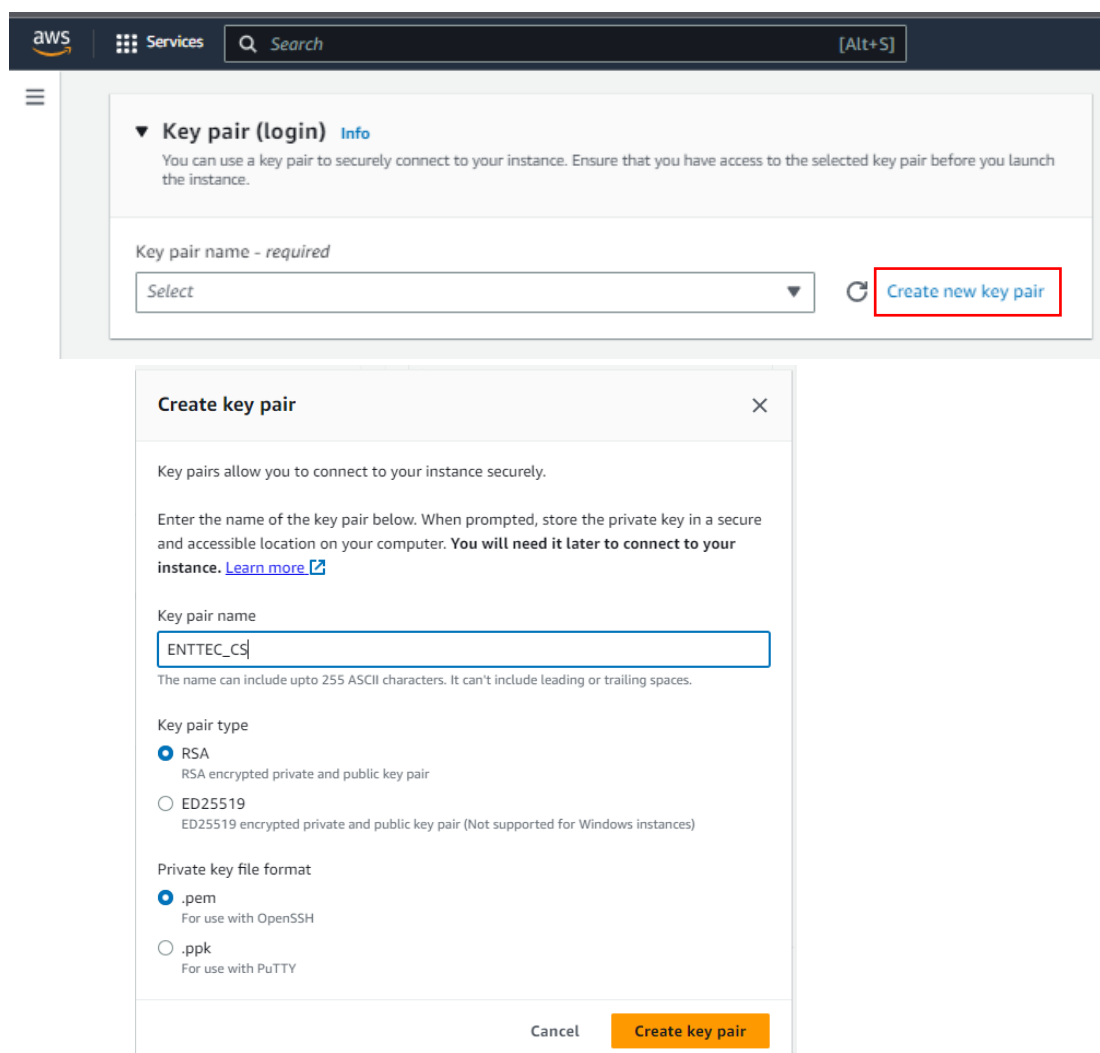 aws
Services
Search
[Alt+S]
Key pair (login) Info
You can use a key pair to securely connect to your instance. Ensure that you have access to the selected key pair before you launch
the instance.
Key pair name - required
Select
Create new key pair
Create key pair
Key pairs allow you to connect to your instance securely.
Enter the name of the key pair below. When prompted, store the private key in a secure
and accessible location on your computer. You will need it later to connect to your
instance. Learn more
Key pair name
ENTTEC_CS
The name can include upto 255 ASCII characters. It can't include leading or trailing spaces.
Key pair type
RSA
RSA encrypted private and public key pair
ED25519
ED25519 encrypted private and public key pair (Not supported for Windows instances)
Private key file format
.pem
For use with OpenSSH
.ppk
For use with PuTTY
Cancel
Create key pair